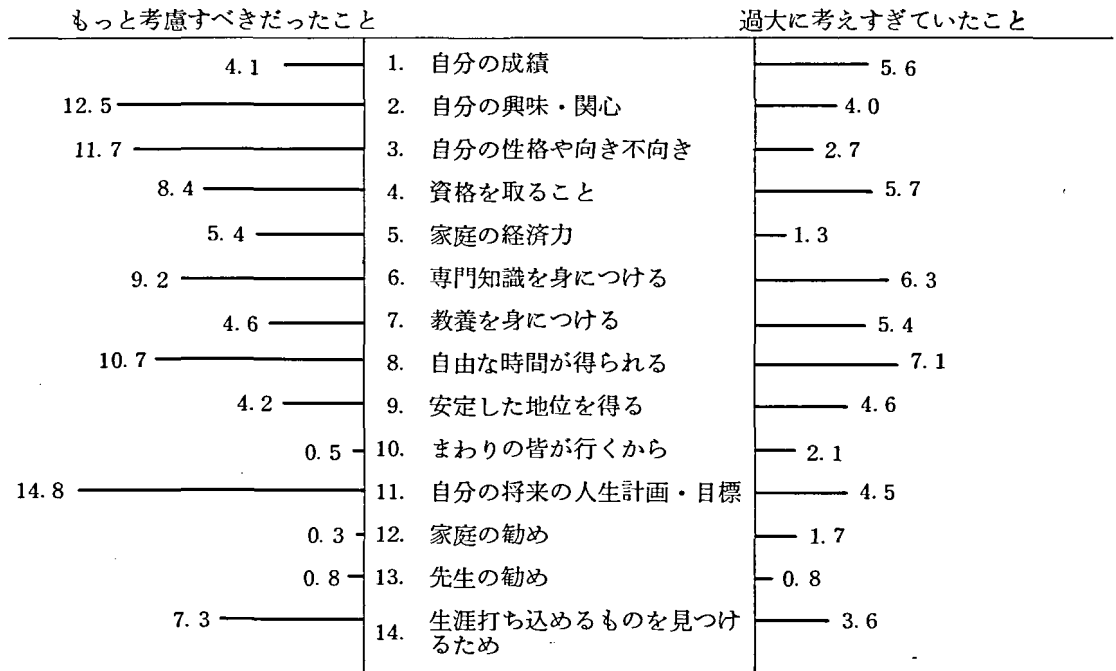 もっと考慮すべきだったこと 過大に考えすぎていたこと
4.1 1. 自分の成績 5.6
12.5 2. 自分の興味・関心 4.0
11.7 3. 自分の性格や向き不向き 2.7
8.4 4. 資格を取ること 5.7
5.4 5. 家庭の経済力 1.3
9.2 6. 専門知識を身につける 6.3
4.6 7. 教養を身につける 5.4
10.7 8. 自由な時間が得られる 7.1
4.2 9. 安定した地位を得る 4.6
0.5 10. まわりの皆が行くから 2.1
14.8 11. 自分の将来の人生計画・目標 4.5
0.3 12. 家庭の勧め 1.7
0.8 13. 先生の勧め 0.8
7.3 14. 生涯打ち込めるものを見つけ 3.6
るため